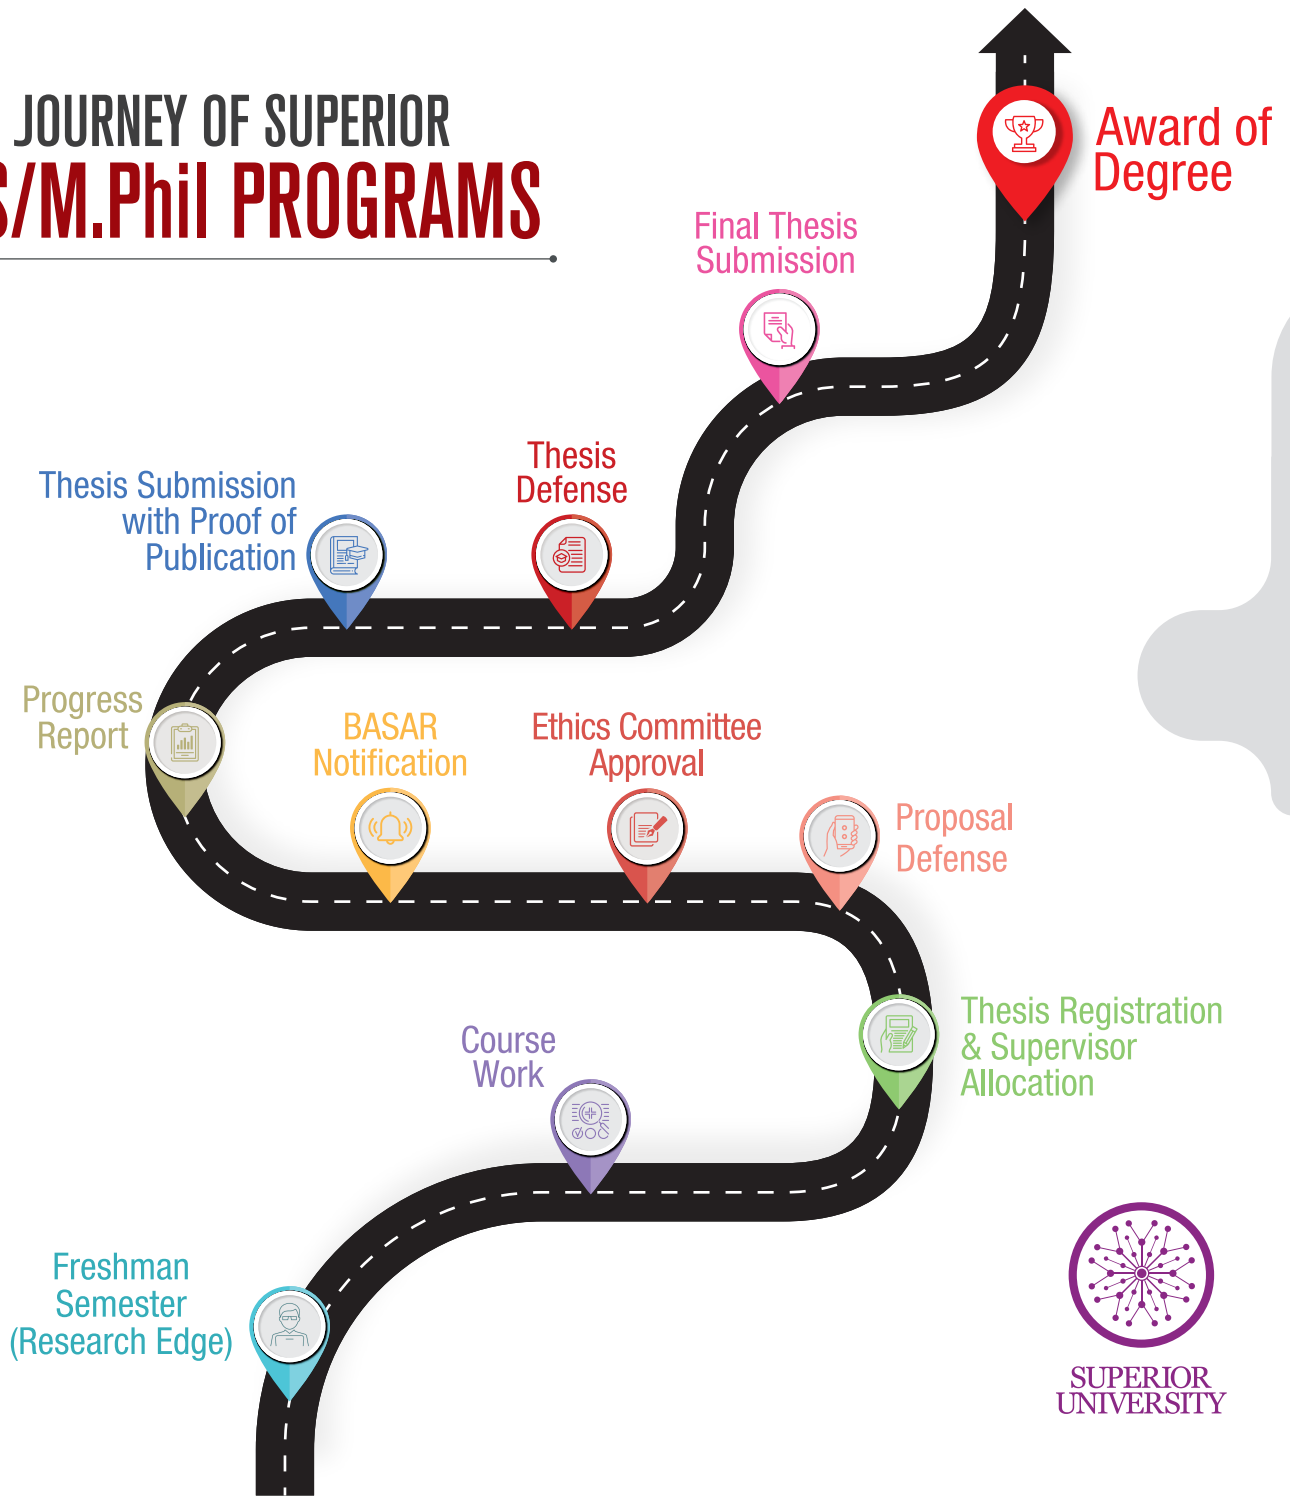 JOURNEY OF SUPERIOR
S/M.Phil PROGRAMS
Award of
Degree
Final Thesis
Submission
Thesis
Defense
Thesis Submission
with Proof of
Publication
Progress
Report
BASAR
Notification
Ethics Committee
Approval
Proposal
Defense
Thesis Registration
& Supervisor
Allocation
Course
Work
Freshman
Semester
(Research Edge)
SUPERIOR
UNIVERSITY